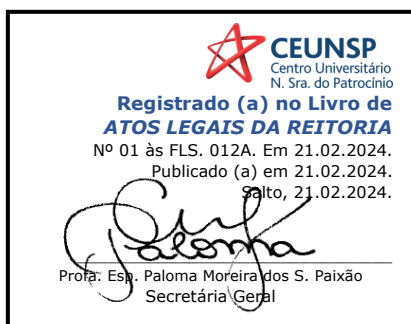 CEUNSP
Centro Universitário
N. Sra. do Patrocínio
Registrado (a) no Livro de
ATOS LEGAIS DA REITORIA
Nº 01 às FLS. 012A. Em 21.02.2024.
Publicado (a) em 21.02.2024.
Salto, 21.02.2024.
Paloma
Profa. Esp. Paloma Moreira dos S. Paixão
Secretária Geral